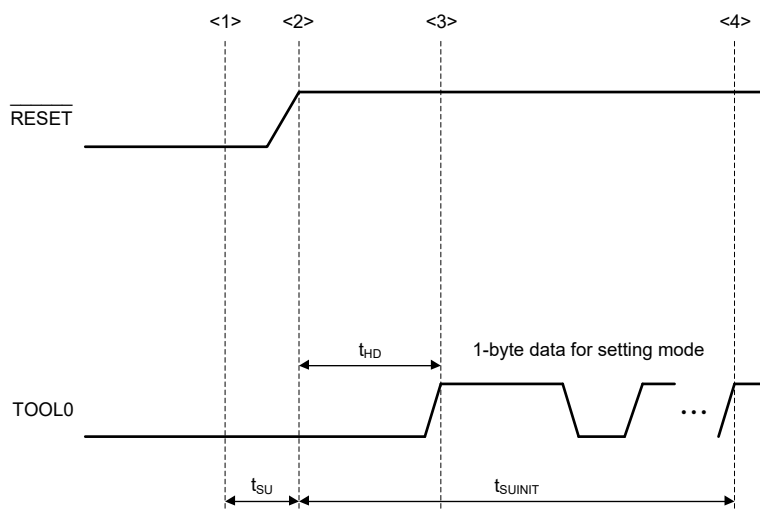 <1> <2> <3> <4>
RESET
tHD
1-byte data for setting mode
TOOL0
...
tSU
tSUINIT